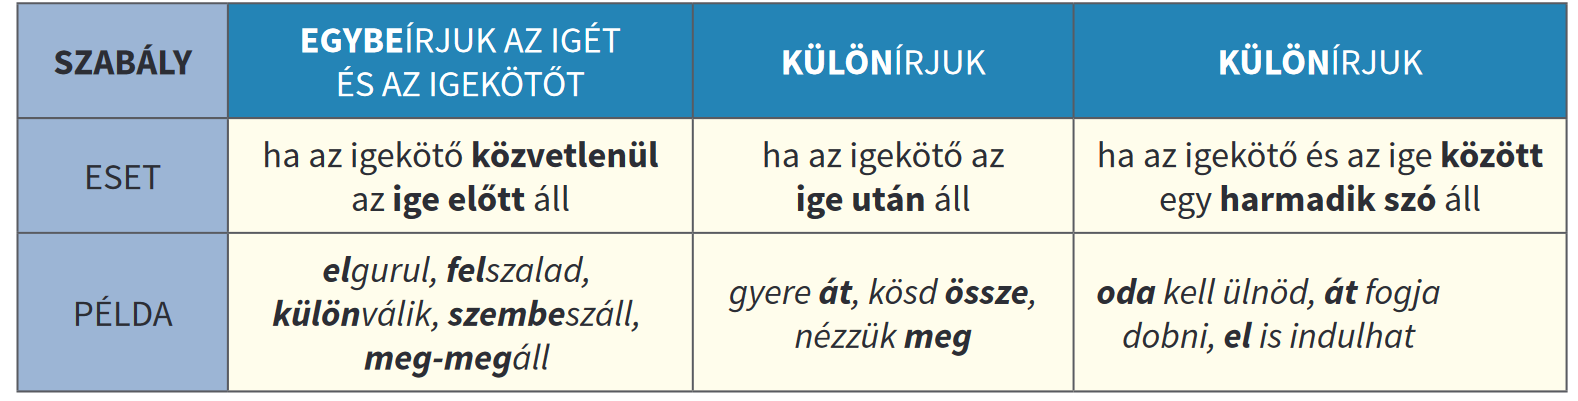 SZABÁLY
EGYBEÍRJUK AZ IGÉT
ÉS AZ IGEKÖTŐT
KÜLÖNÍRJUK
KÜLÖNÍRJUK
ESET
ha az igekötő közvetlenül
az ige előtt áll
ha az igekötő az
ige után áll
ha az igekötő és az ige között
egy harmadik szó áll
PÉLDA
elgurul, felszalad,
különválik, szembeszáll,
meg-megáll
gyere át, kösd össze,
nézzük meg
oda kell ülnöd, át fogja
dobni, el is indulhat